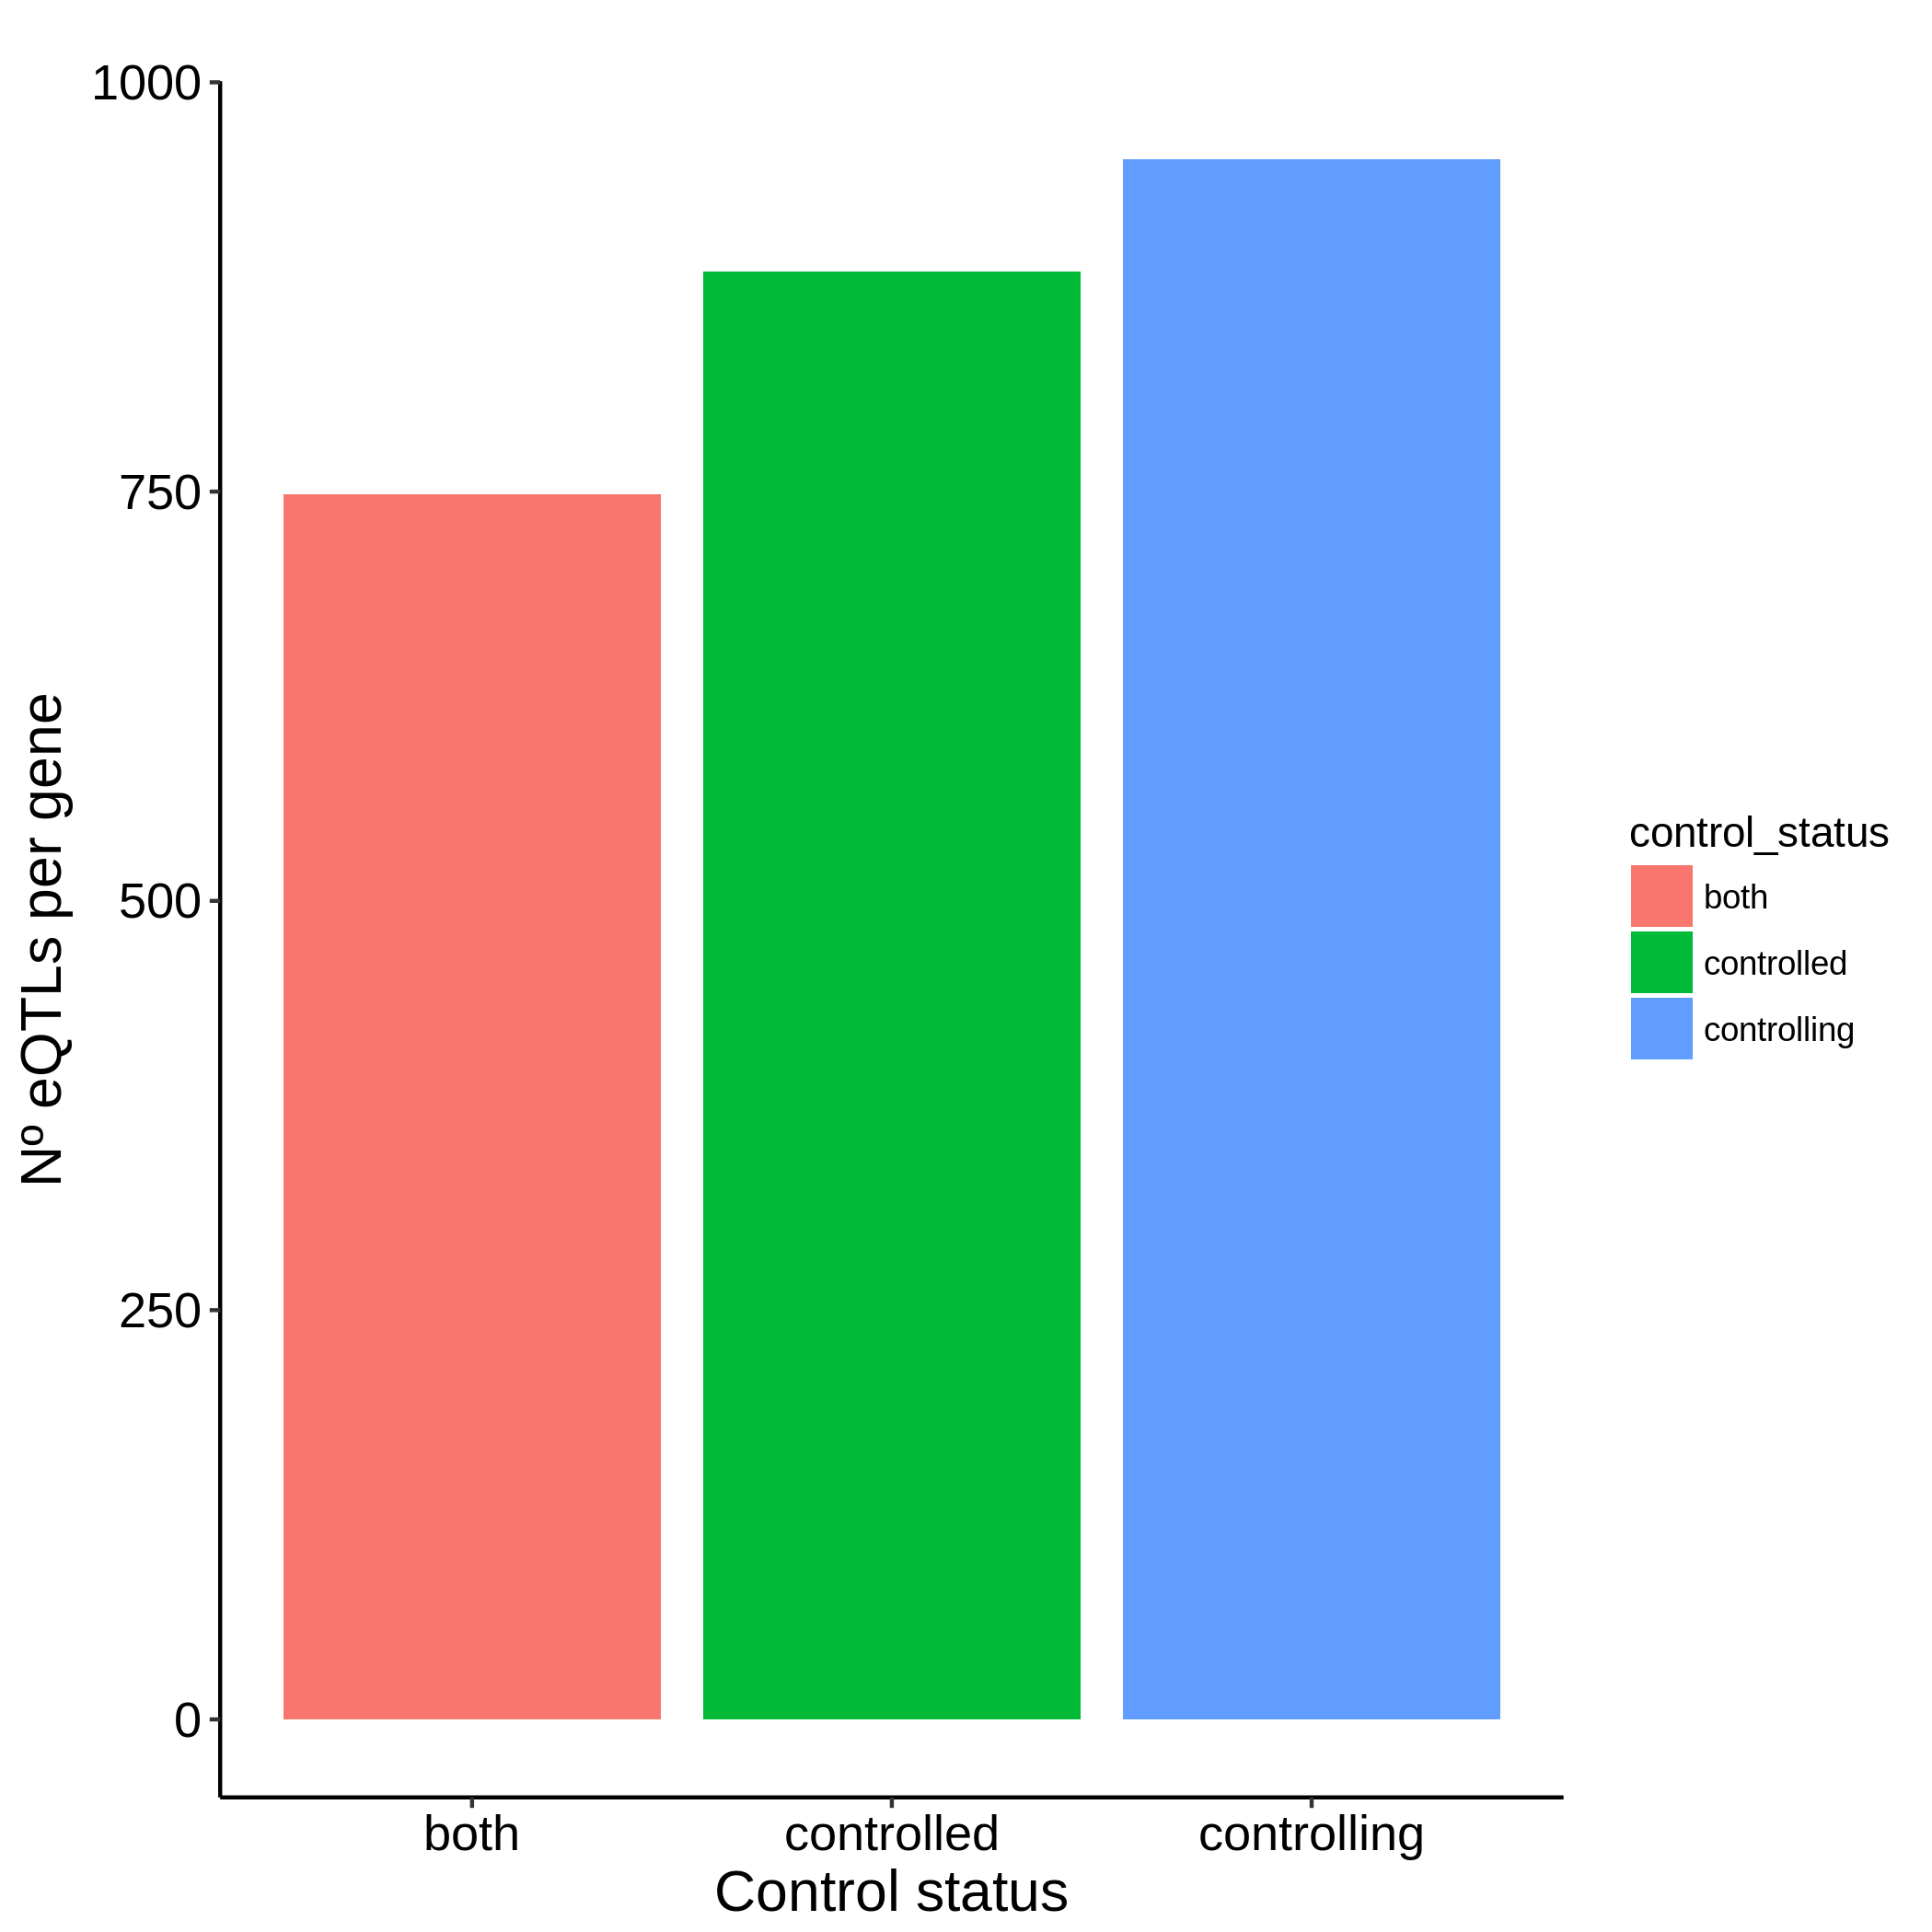 1000
750
500
250
0
Nº eQTLs per gene
both
controlled
controlling
Control status
control_status
both
controlled
controlling